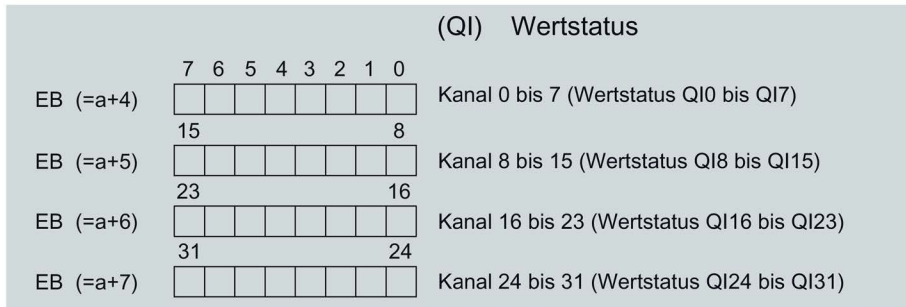 (QI) Wertstatus
7 6 5 4 3 2 1 0
EB (=a+4) Kanal 0 bis 7 (Wertstatus QI0 bis QI7)
15 8
EB (=a+5) Kanal 8 bis 15 (Wertstatus QI8 bis QI15)
23 16
EB (=a+6) Kanal 16 bis 23 (Wertstatus QI16 bis QI23)
31 24
EB (=a+7) Kanal 24 bis 31 (Wertstatus QI24 bis QI31)